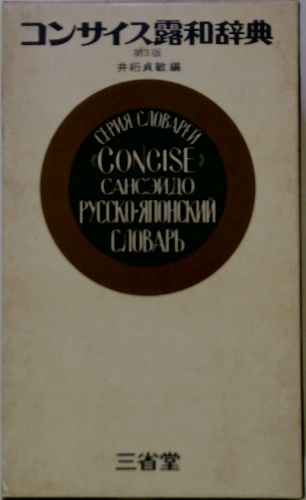 コンサイス露和辞典
第3版
井桁貞敏編
СЕРИЯ СЛОВАРЕЙ
《CONCISE》
САНСЭЙДО
РУССКО-ЯПОНСКИЙ
СЛОВАРЬ
三省堂